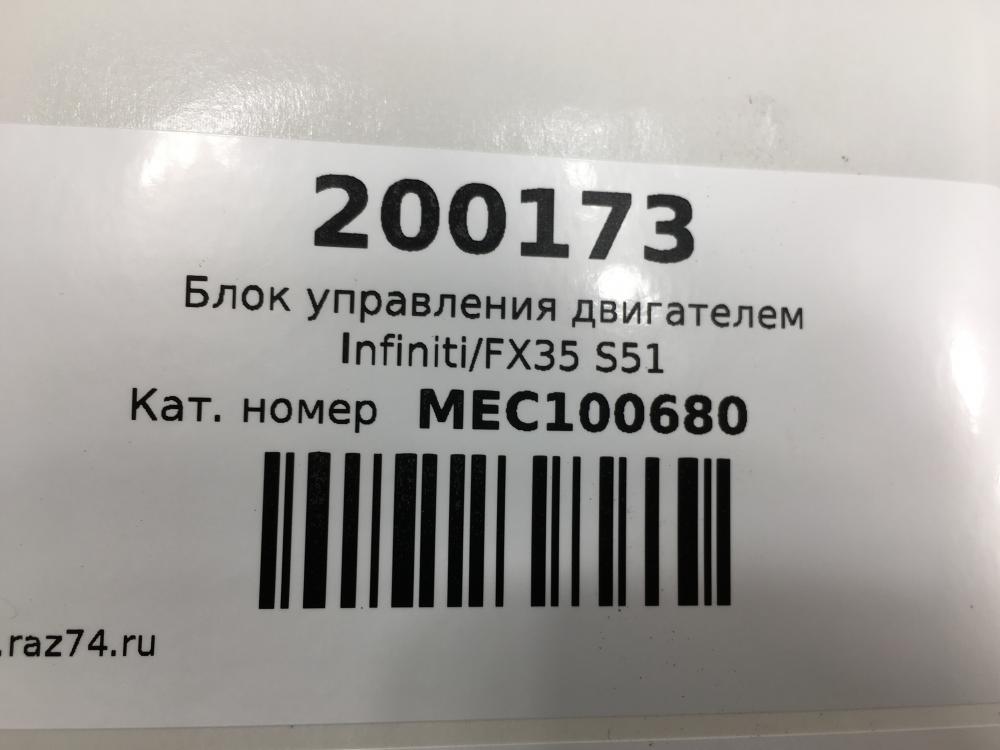 200173
Блок управления двигателем
Infiniti/FX35 S51
Кат. номер MEC100680
.raz74.ru